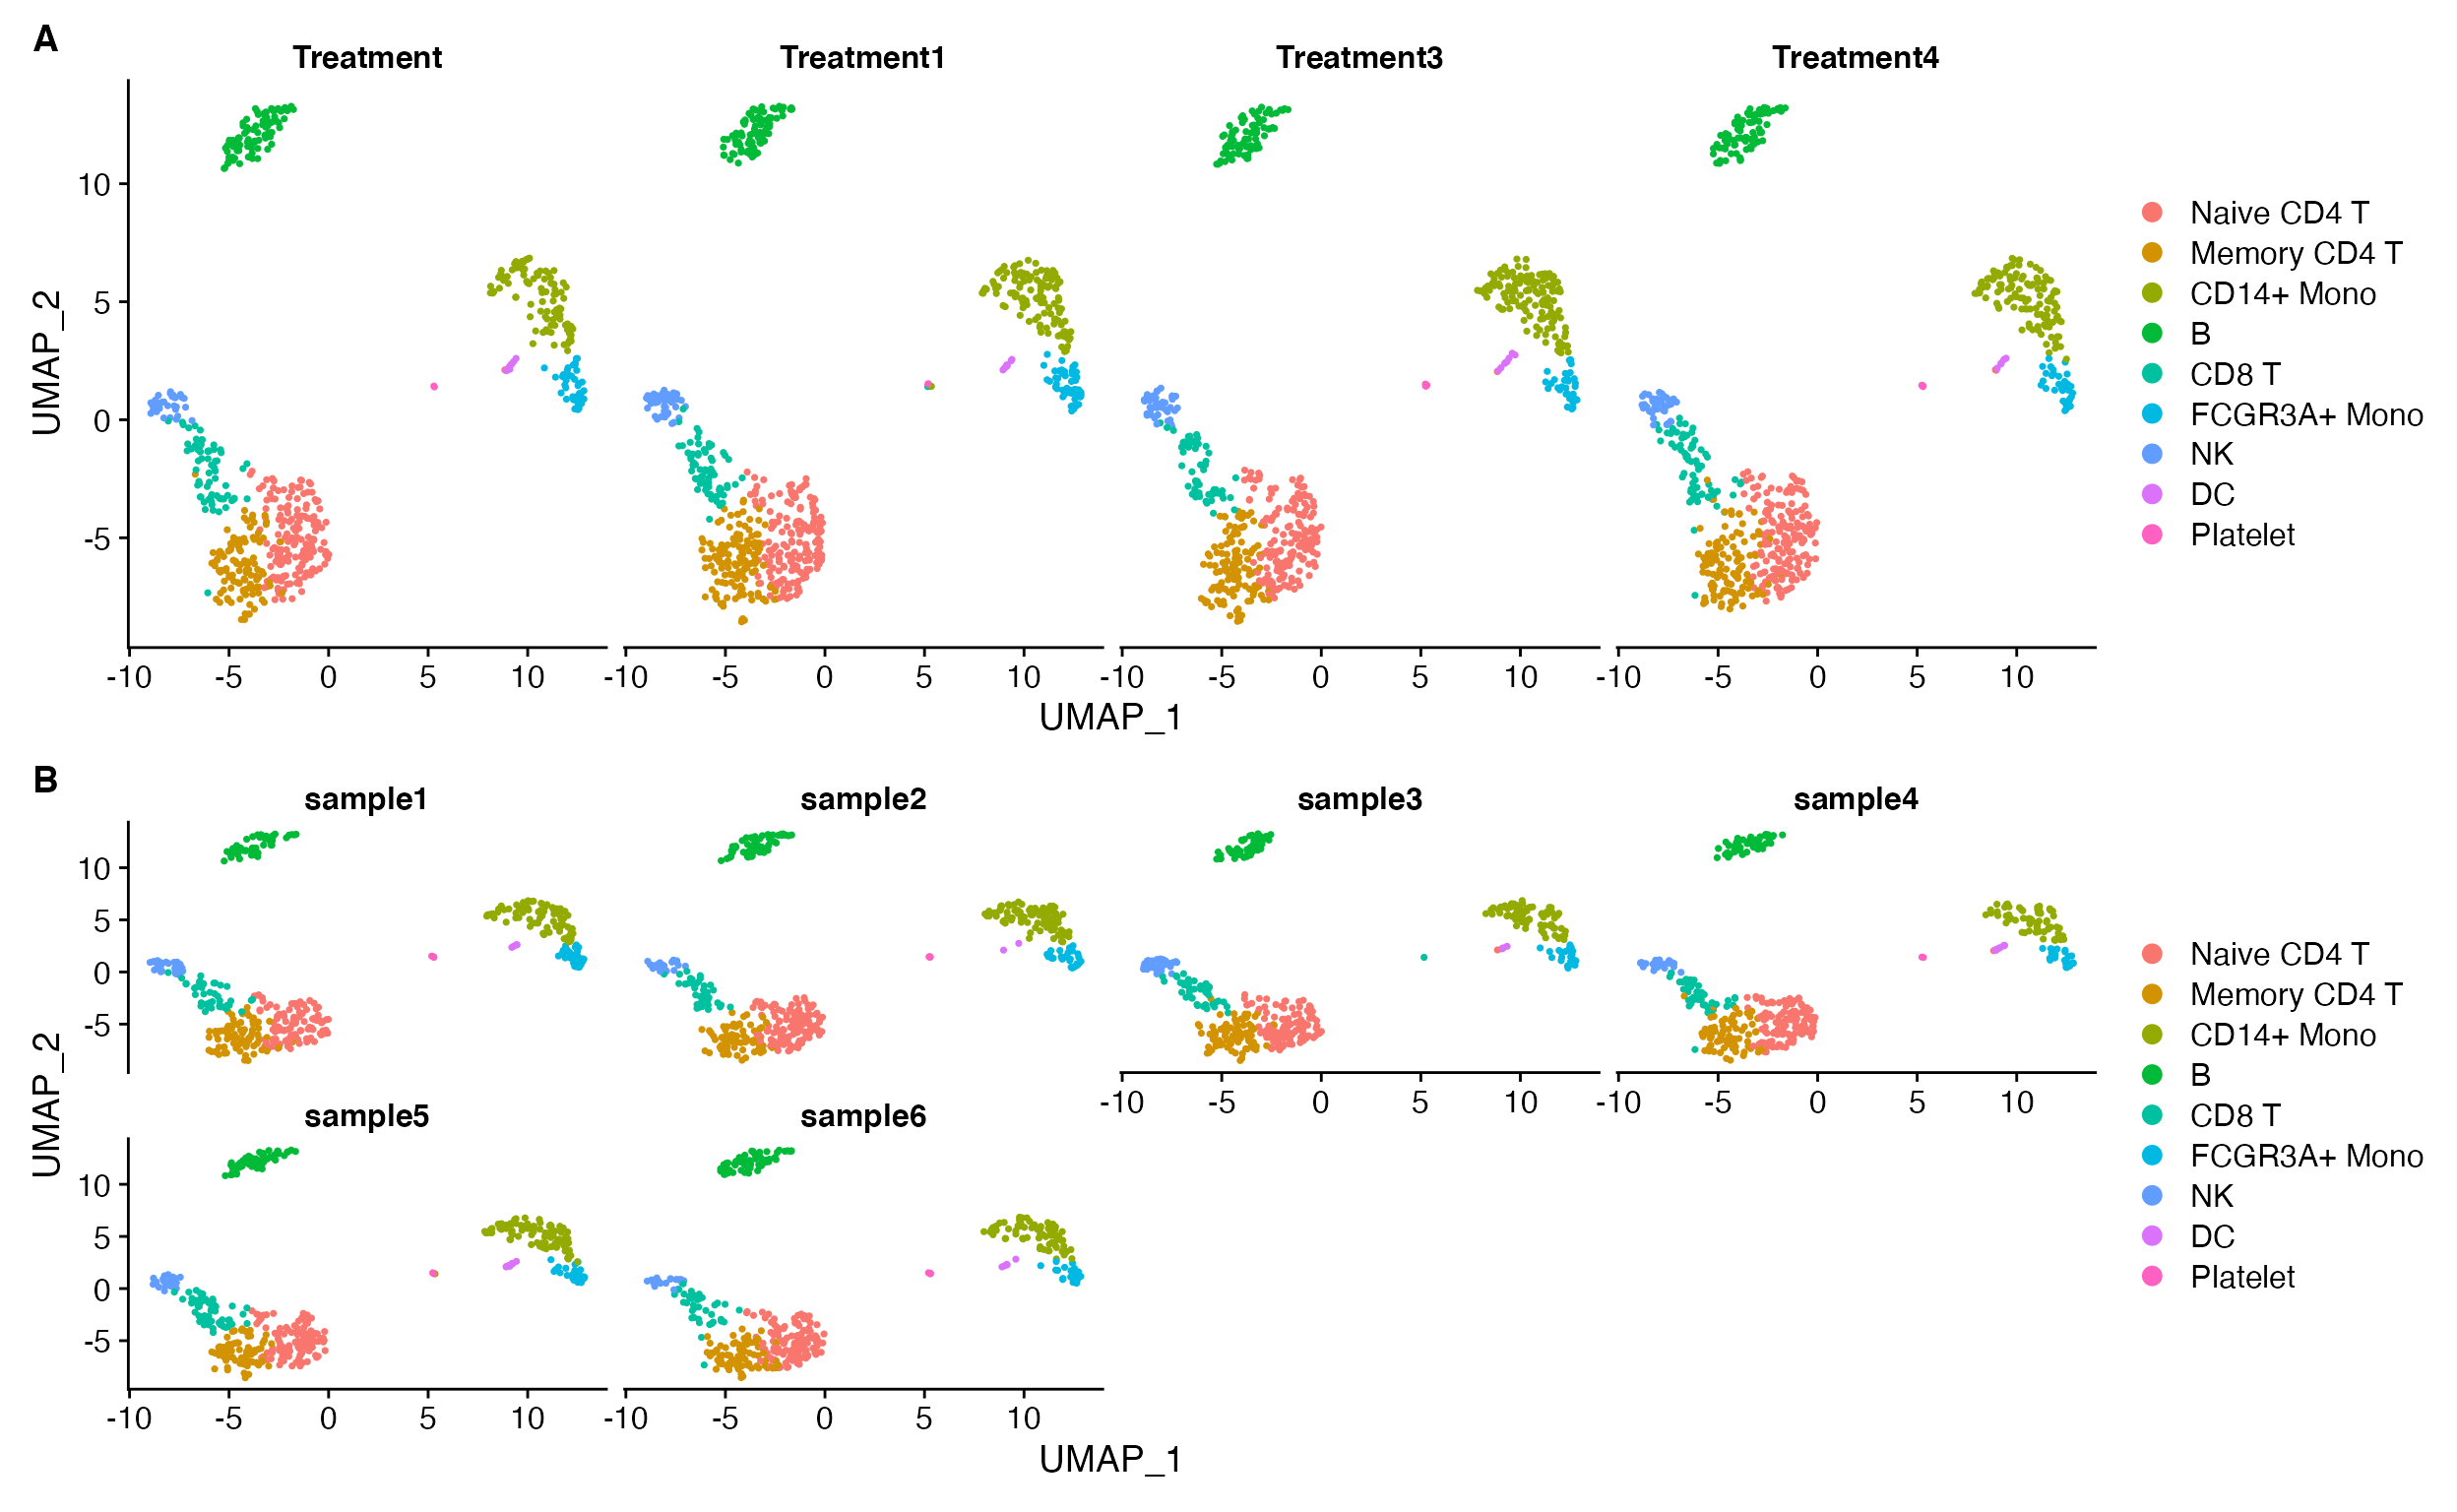 A
Treatment Treatment1 Treatment3 Treatment4
10
5
0
-5
UMAP_2
-10 -5 0 5 10 -10 -5 0 5 10 -10 -5 0 5 10 -10 -5 0 5 10
UMAP_1
Naive CD4 T
Memory CD4 T
CD14+ Mono
B
CD8 T
FCGR3A+ Mono
NK
DC
Platelet
B
sample1 sample2 sample3 sample4
10
5
0
-5
-10 -5 0 5 10 -10 -5 0 5 10
UMAP_2
sample5 sample6
10
5
0
-5
-10 -5 0 5 10 -10 -5 0 5 10
UMAP_1
Naive CD4 T
Memory CD4 T
CD14+ Mono
B
CD8 T
FCGR3A+ Mono
NK
DC
Platelet